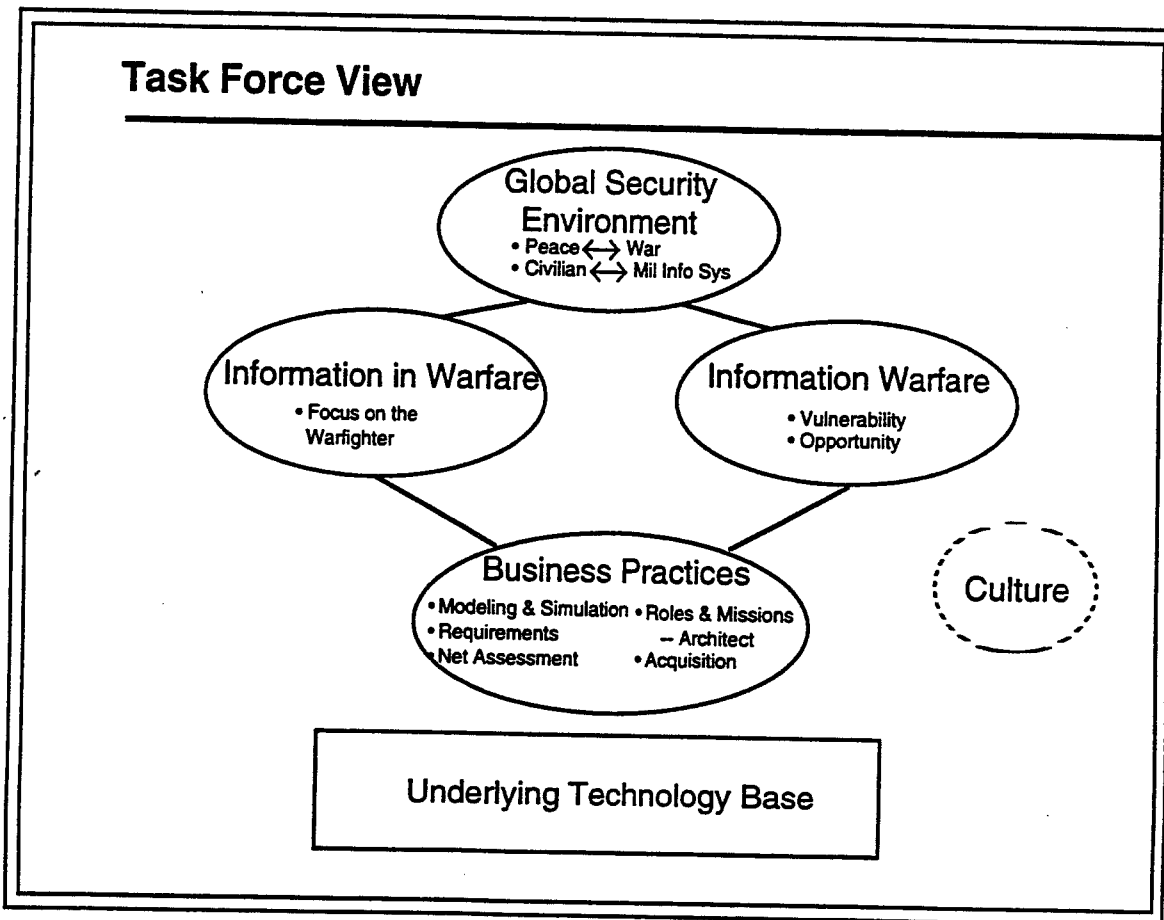 Task Force View
Global Security
Environment
• Peace ↔ War
• Civilian ↔ Mil Info Sys
Information in Warfare
• Focus on the
Warfighter
Information Warfare
• Vulnerability
• Opportunity
Business Practices
• Modeling & Simulation
• Requirements
• Net Assessment
• Roles & Missions
– Architect
• Acquisition
Culture
Underlying Technology Base